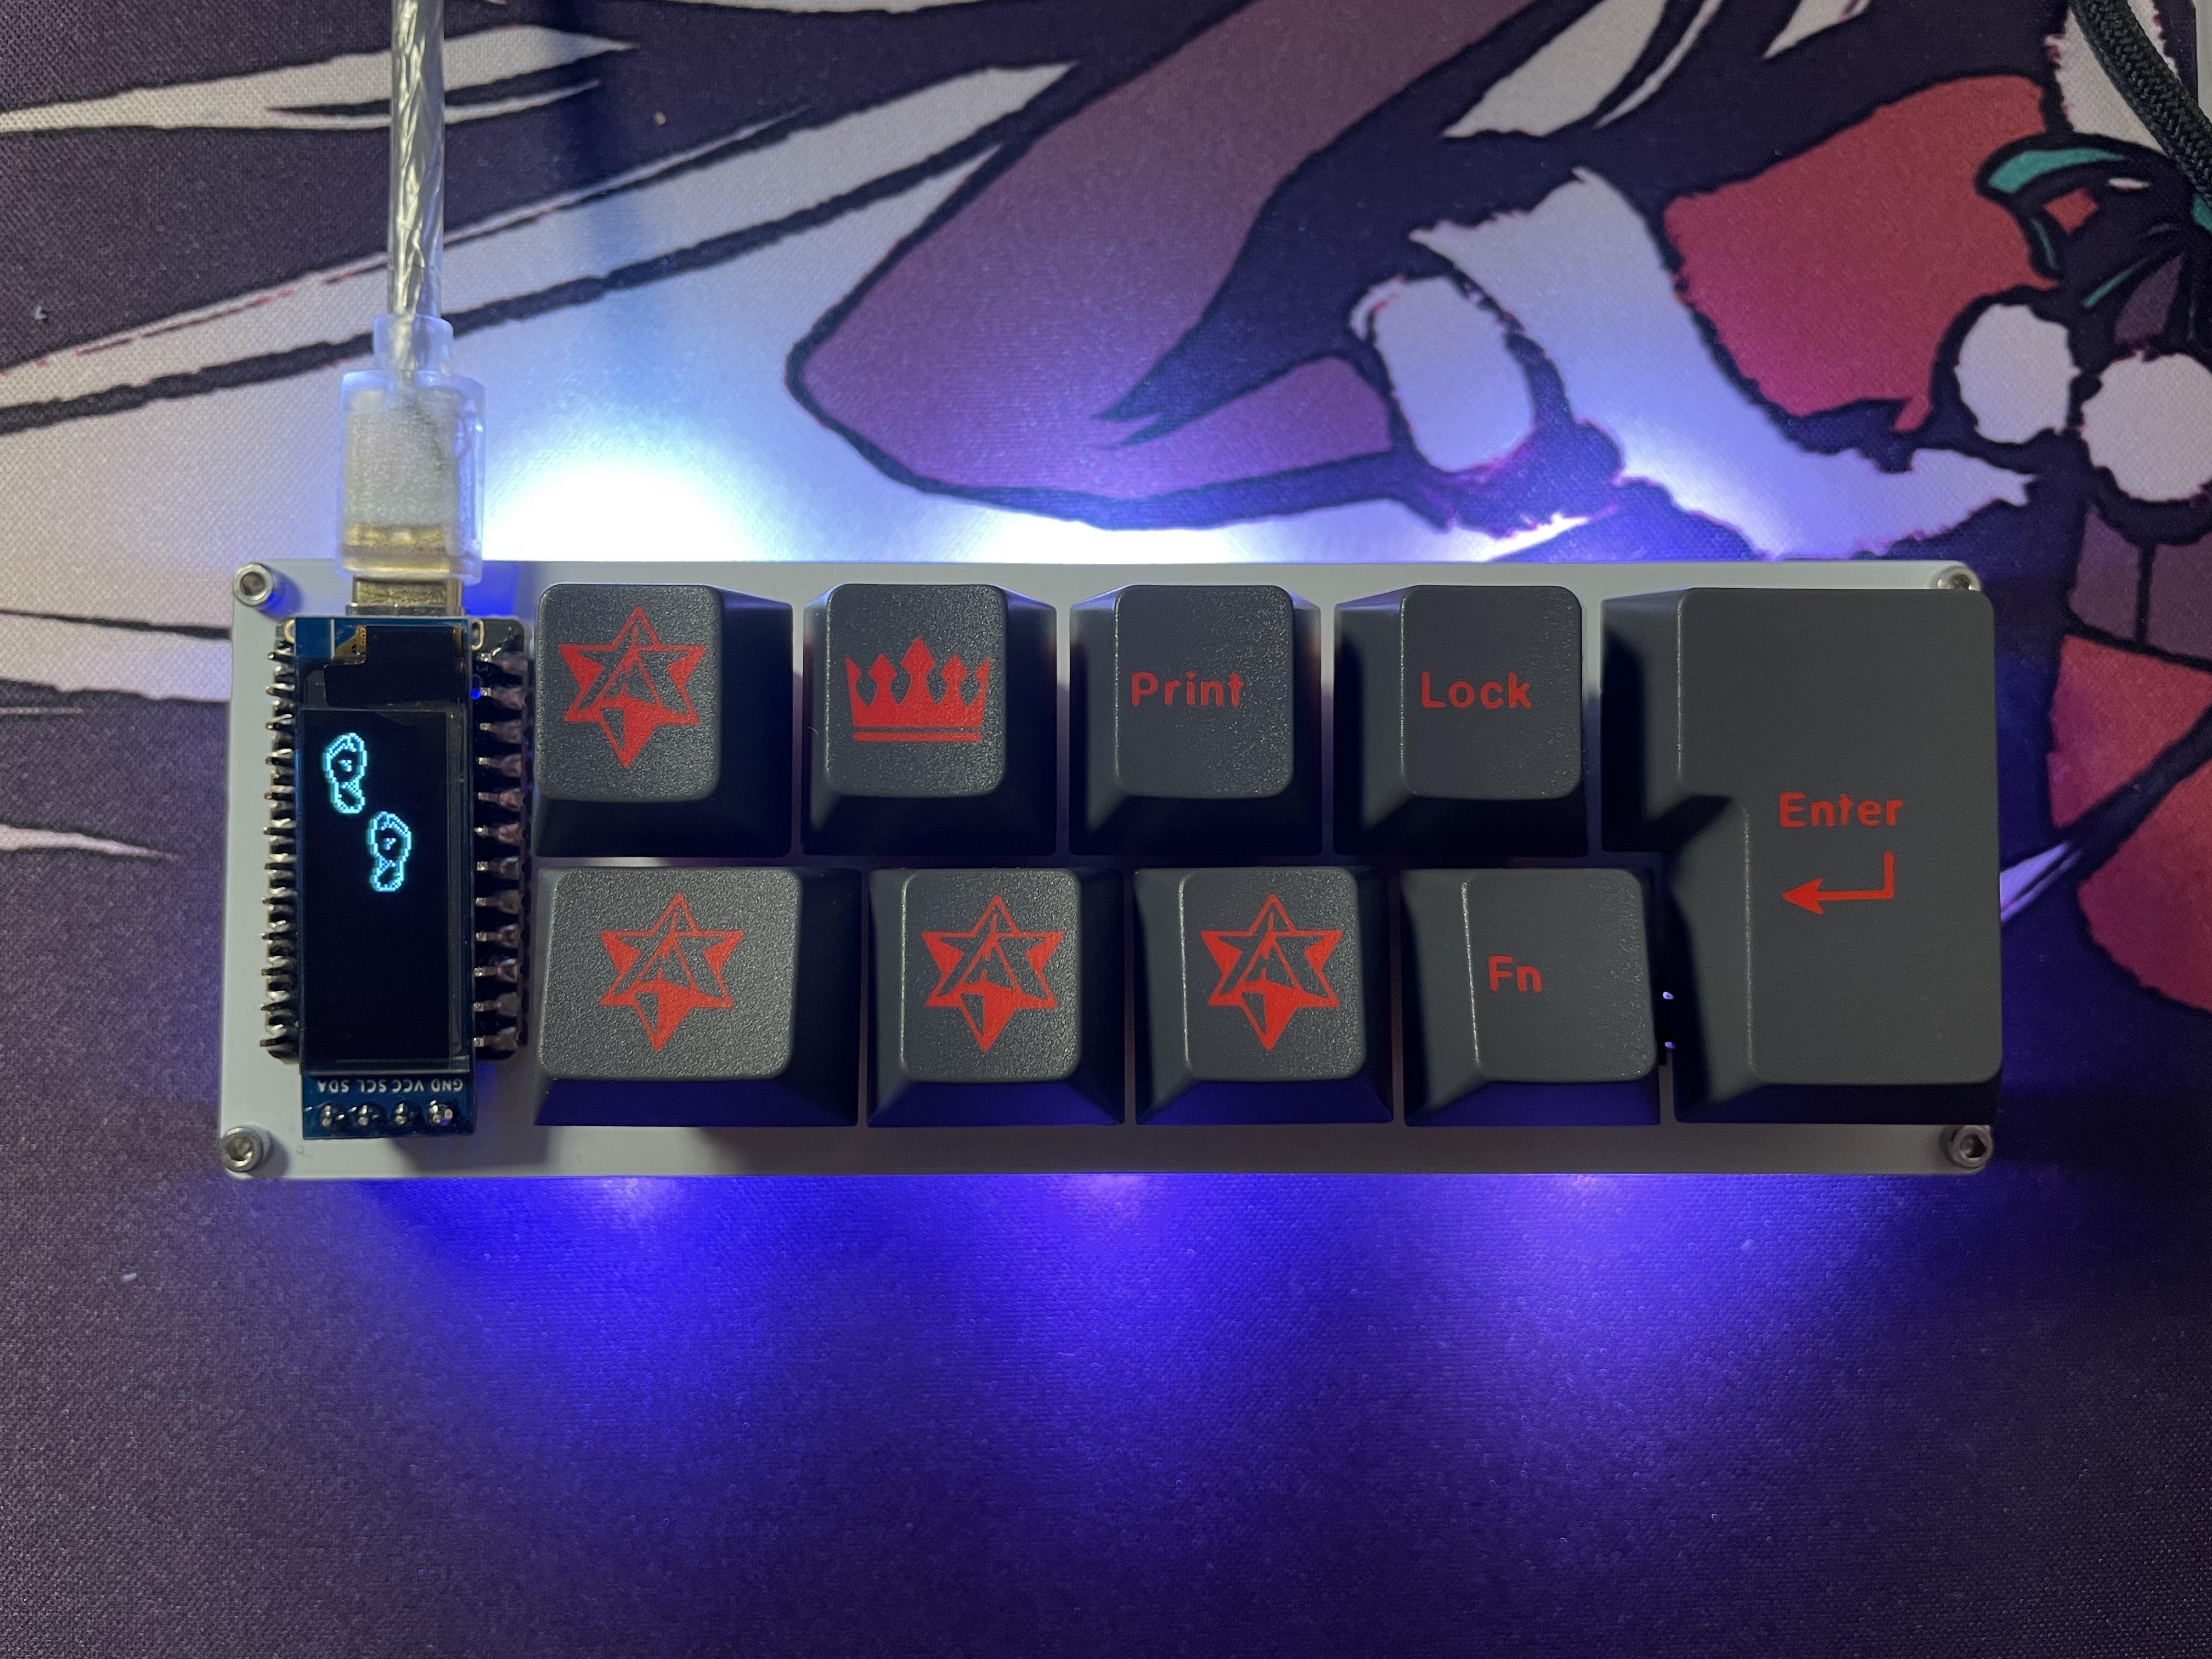 Print
Lock
Enter
Fn
GND VCC SCL SDA